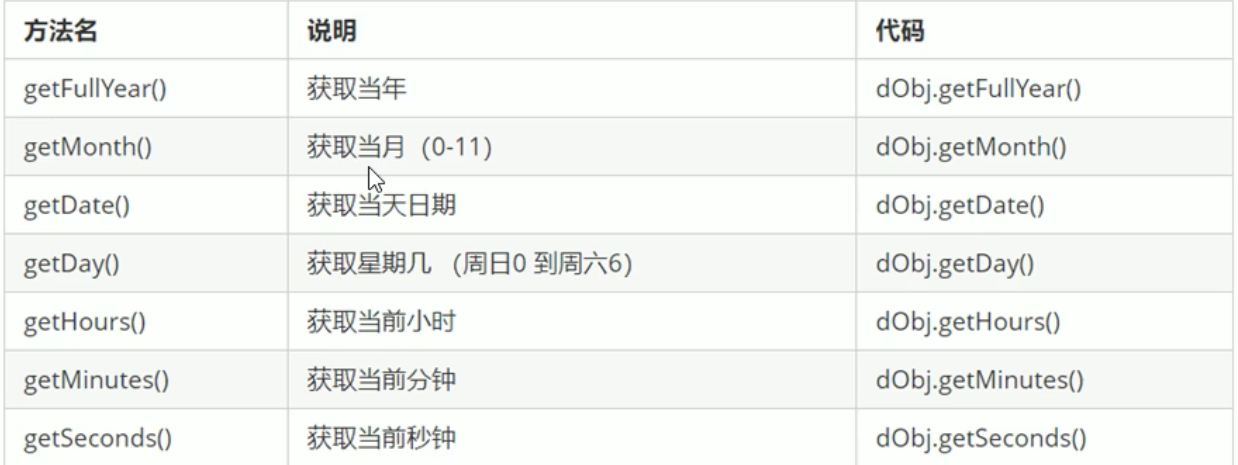 方法名 说明 代码
getFullYear() 获取当年 dObj.getFullYear()
getMonth() 获取当月（0-11） dObj.getMonth()
getDate() 获取当天日期 dObj.getDate()
getDay() 获取星期几 （周日0 到周六6） dObj.getDay()
getHours() 获取当前小时 dObj.getHours()
getMinutes() 获取当前分钟 dObj.getMinutes()
getSeconds() 获取当前秒钟 dObj.getSeconds()